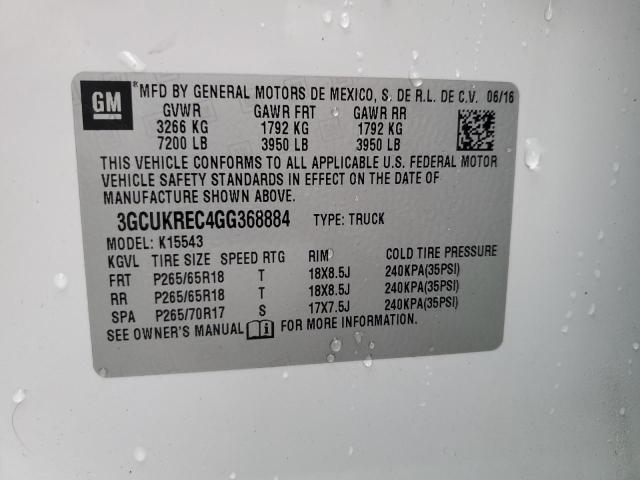 GM
® MFD BY GENERAL MOTORS DE MEXICO, S. DE R.L. DE C.V. 06/16
GVWR GAWR FRT GAWR RR
3266 KG 1792 KG 1792 KG
7200 LB 3950 LB 3950 LB
THIS VEHICLE CONFORMS TO ALL APPLICABLE U.S. FEDERAL MOTOR
VEHICLE SAFETY STANDARDS IN EFFECT ON THE DATE OF
MANUFACTURE SHOWN ABOVE.
3GCUKREC4GG368884 TYPE: TRUCK
MODEL: K15543
KGVL TIRE SIZE SPEED RTG RIM COLD TIRE PRESSURE
FRT P265/65R18 T 18X8.5J 240KPA(35PSI)
RR P265/65R18 T 18X8.5J 240KPA(35PSI)
SPA P265/70R17 S 17X7.5J 240KPA(35PSI)
SEE OWNER'S MANUAL FOR MORE INFORMATION.